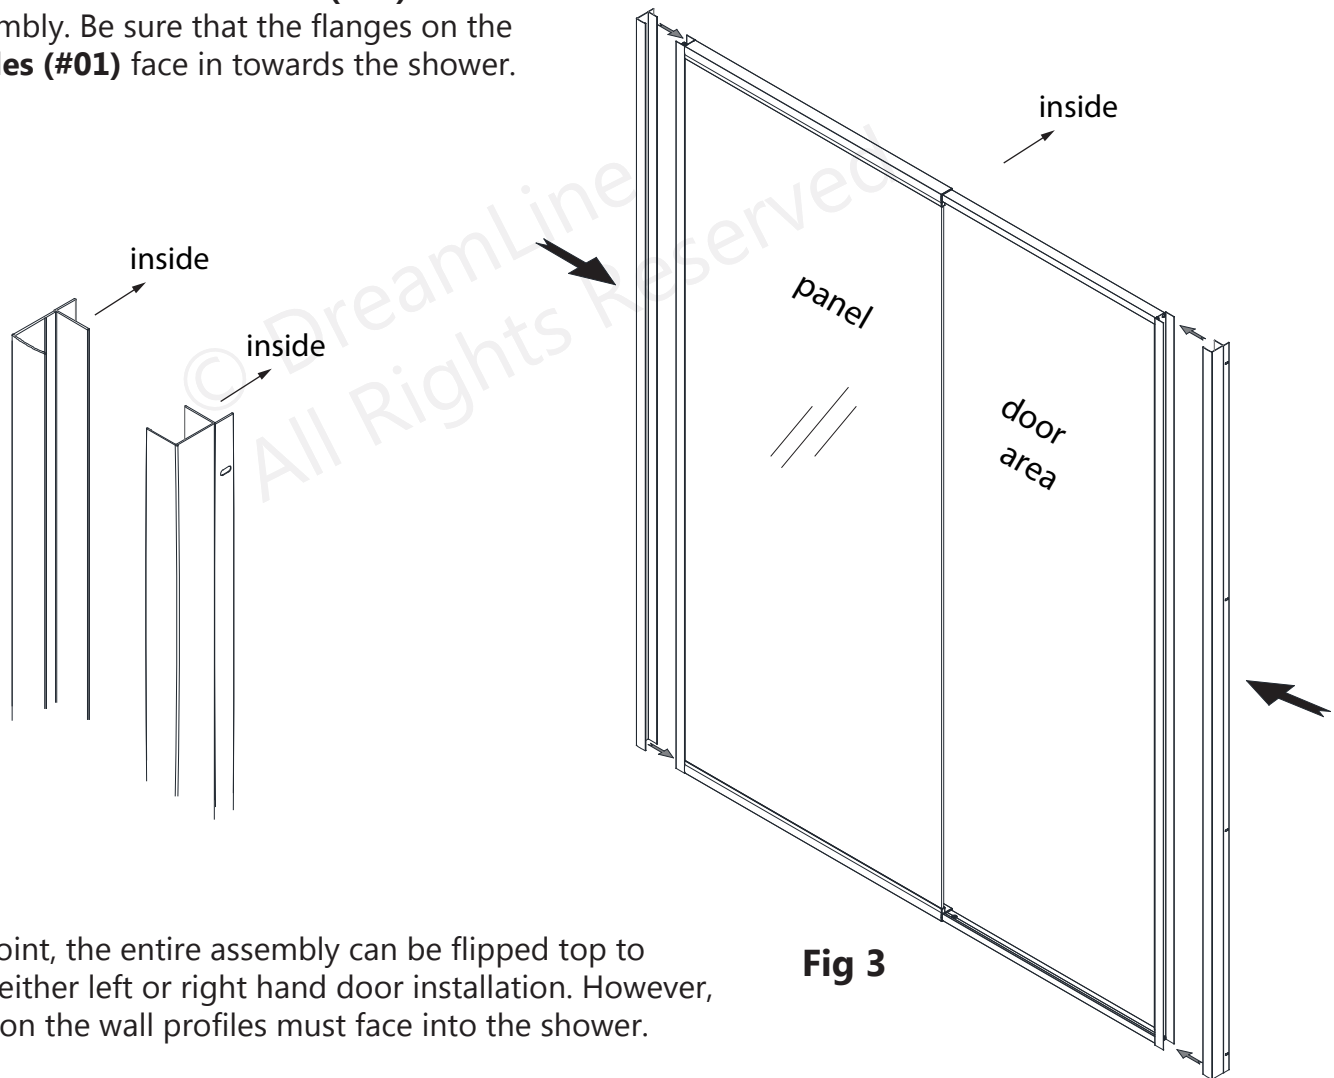 mbly. Be sure that the flanges on the
les (#01) face in towards the shower.
inside
inside
inside
© DreamLine
All Rights Reserved
panel
door
area
Fig 3
oint, the entire assembly can be flipped top to
either left or right hand door installation. However,
on the wall profiles must face into the shower.